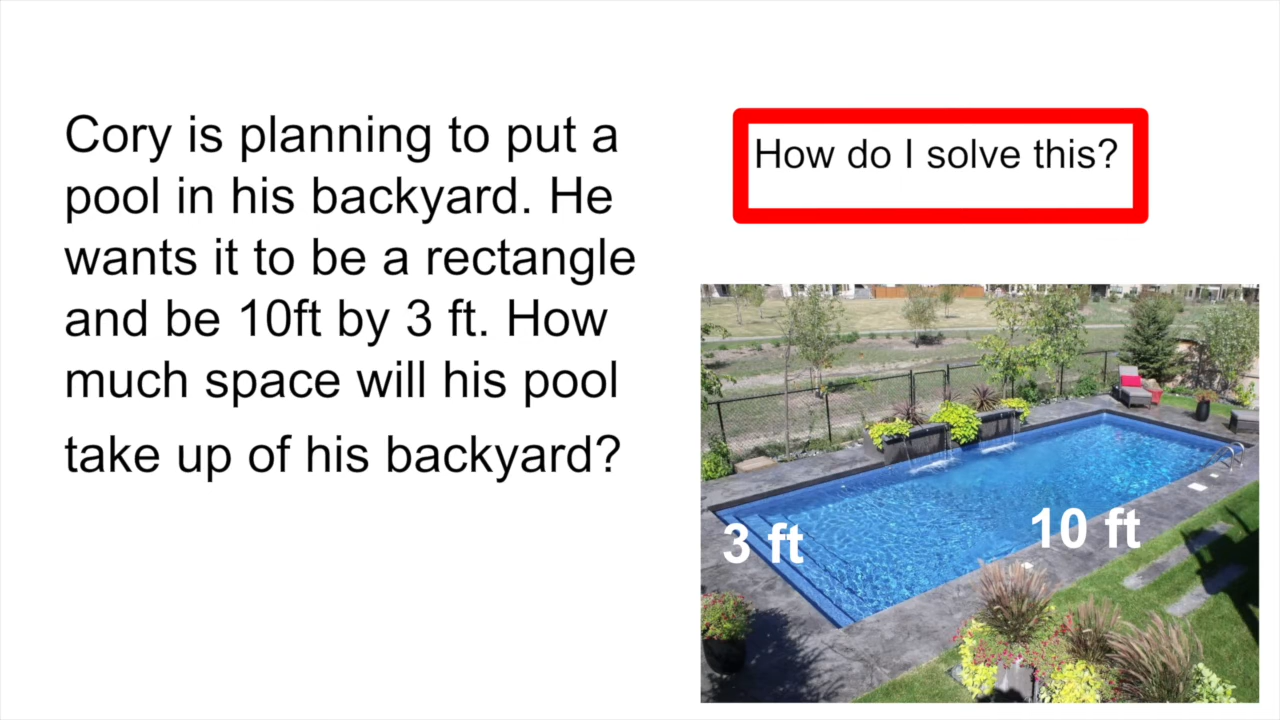 Cory is planning to put a
pool in his backyard. He
wants it to be a rectangle
and be 10ft by 3 ft. How
much space will his pool
take up of his backyard?
How do I solve this?
3 ft
10 ft